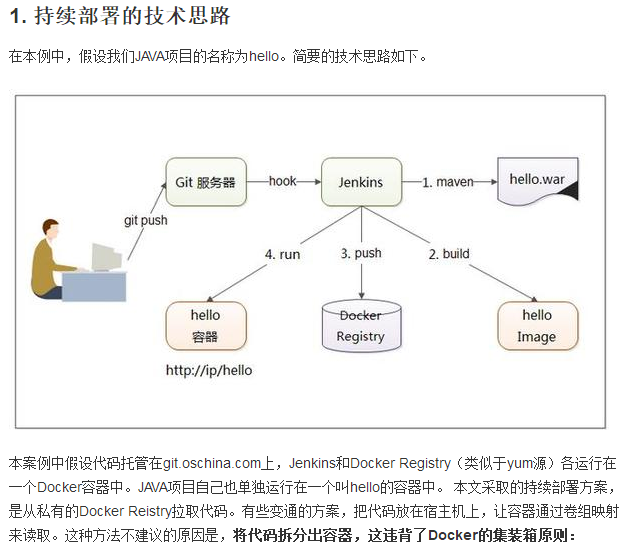 1. 持续部署的技术思路
在本例中，假设我们JAVA项目的名称为hello。简要的技术思路如下。
Git 服务器
hook
Jenkins
1. maven
hello.war
git push
4. run
3. push
2. build
hello
容器
Docker
Registry
hello
Image
http://ip/hello
本案例中假设代码托管在git.oschina.com上，Jenkins和Docker Registry（类似于yum源）各运行在
一个Docker容器中。JAVA项目自己也单独运行在一个叫hello的容器中。 本文采取的持续部署方案，
是从私有的Docker Reistry拉取代码。有些变通的方案，把代码放在宿主机上，让容器通过卷组映射
来读取。这种方法不建议的原因是，将代码拆分出容器，这违背了Docker的集装箱原则：